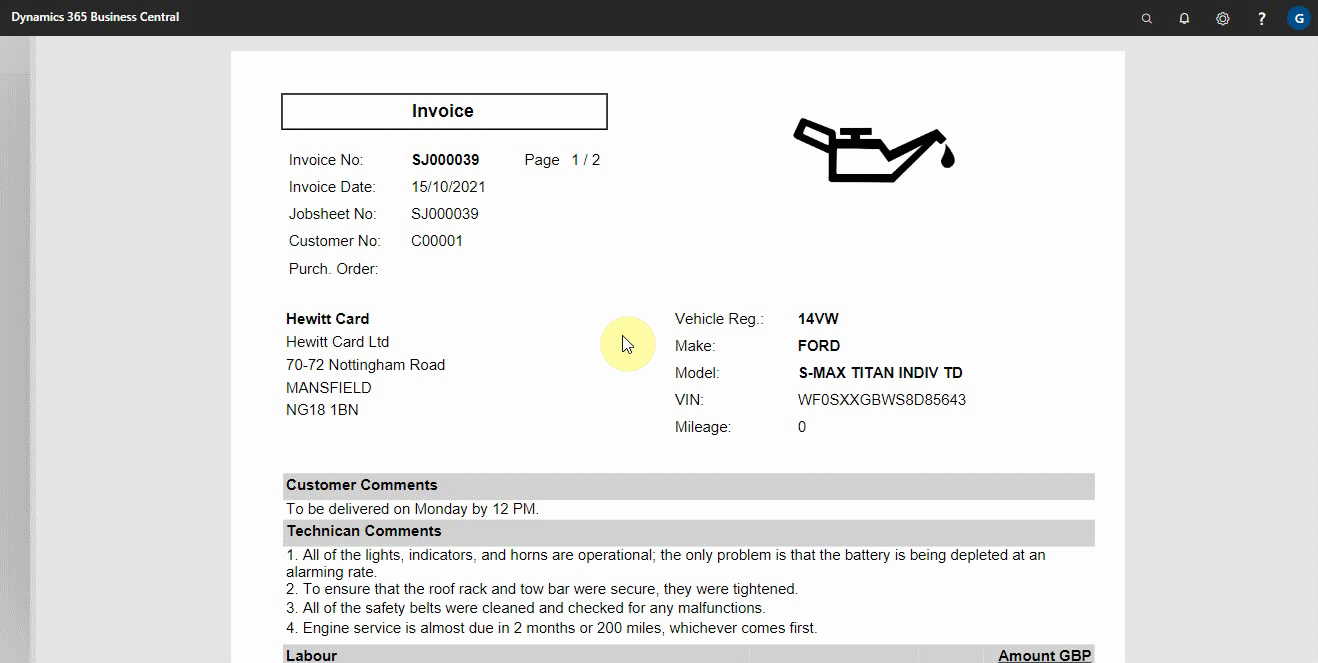 Dynamics 365 Business Central
? G
Invoice
Invoice No: SJ000039 Page 1 / 2
Invoice Date: 15/10/2021
Jobsheet No: SJ000039
Customer No: C00001
Purch. Order:
Hewitt Card
Hewitt Card Ltd
70-72 Nottingham Road
MANSFIELD
NG18 1BN
Vehicle Reg.: 14VW
Make: FORD
Model: S-MAX TITAN INDIV TD
VIN: WF0SXXGBWS8D85643
Mileage: 0
Customer Comments
To be delivered on Monday by 12 PM.
Technican Comments
1. All of the lights, indicators, and horns are operational; the only problem is that the battery is being depleted at an
alarming rate.
2. To ensure that the roof rack and tow bar were secure, they were tightened.
3. All of the safety belts were cleaned and checked for any malfunctions.
4. Engine service is almost due in 2 months or 200 miles, whichever comes first.
Labour Amount GBP